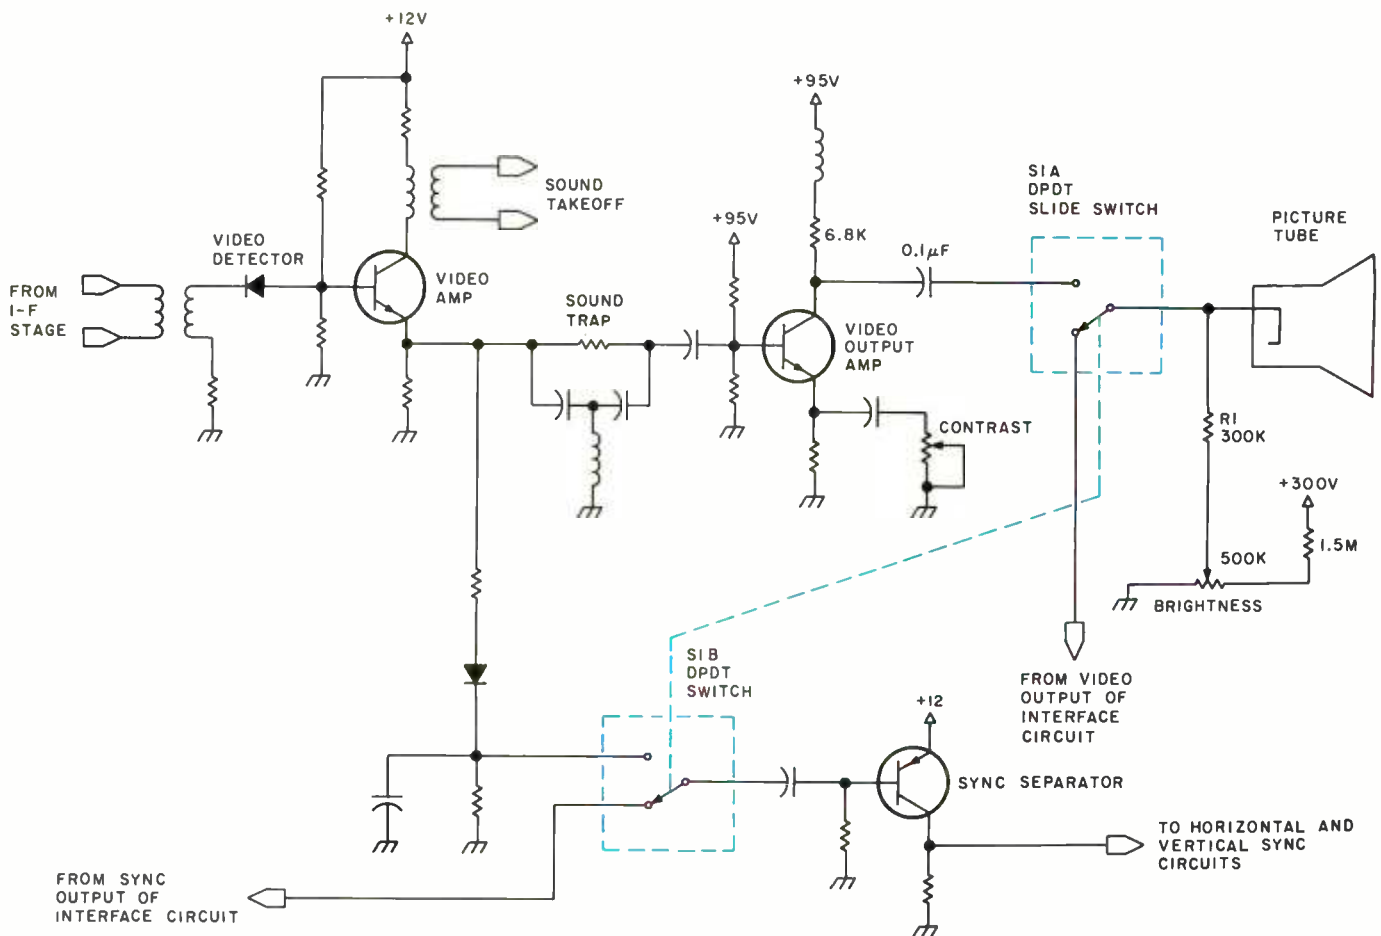 +12V
+95V
SOUND
TAKEOFF
S1A
DPDT
SLIDE SWITCH
PICTURE
TUBE
+95V
6.8K
0.1µF
VIDEO
DETECTOR
VIDEO
AMP
FROM
I-F
STAGE
SOUND
TRAP
VIDEO
OUTPUT
AMP
CONTRAST
R1
300K
+300V
1.5M
500K
BRIGHTNESS
S1B
DPDT
SWITCH
FROM VIDEO
OUTPUT OF
INTERFACE
CIRCUIT
+12
SYNC SEPARATOR
TO HORIZONTAL AND
VERTICAL SYNC
CIRCUITS
FROM SYNC
OUTPUT OF
INTERFACE CIRCUIT